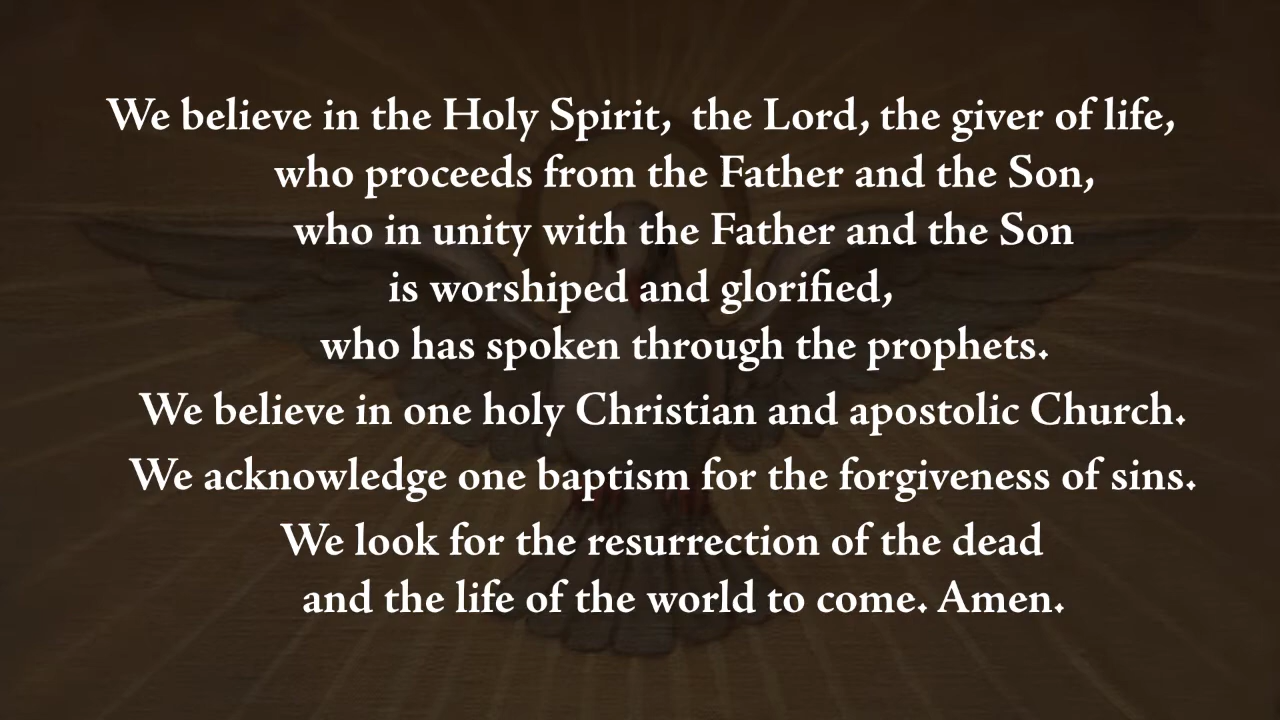 We believe in the Holy Spirit,  the Lord, the giver of life,
who proceeds from the Father and the Son,
who in unity with the Father and the Son
is worshiped and glorified,
who has spoken through the prophets.
We believe in one holy Christian and apostolic Church.
We acknowledge one baptism for the forgiveness of sins.
We look for the resurrection of the dead
and the life of the world to come. Amen.